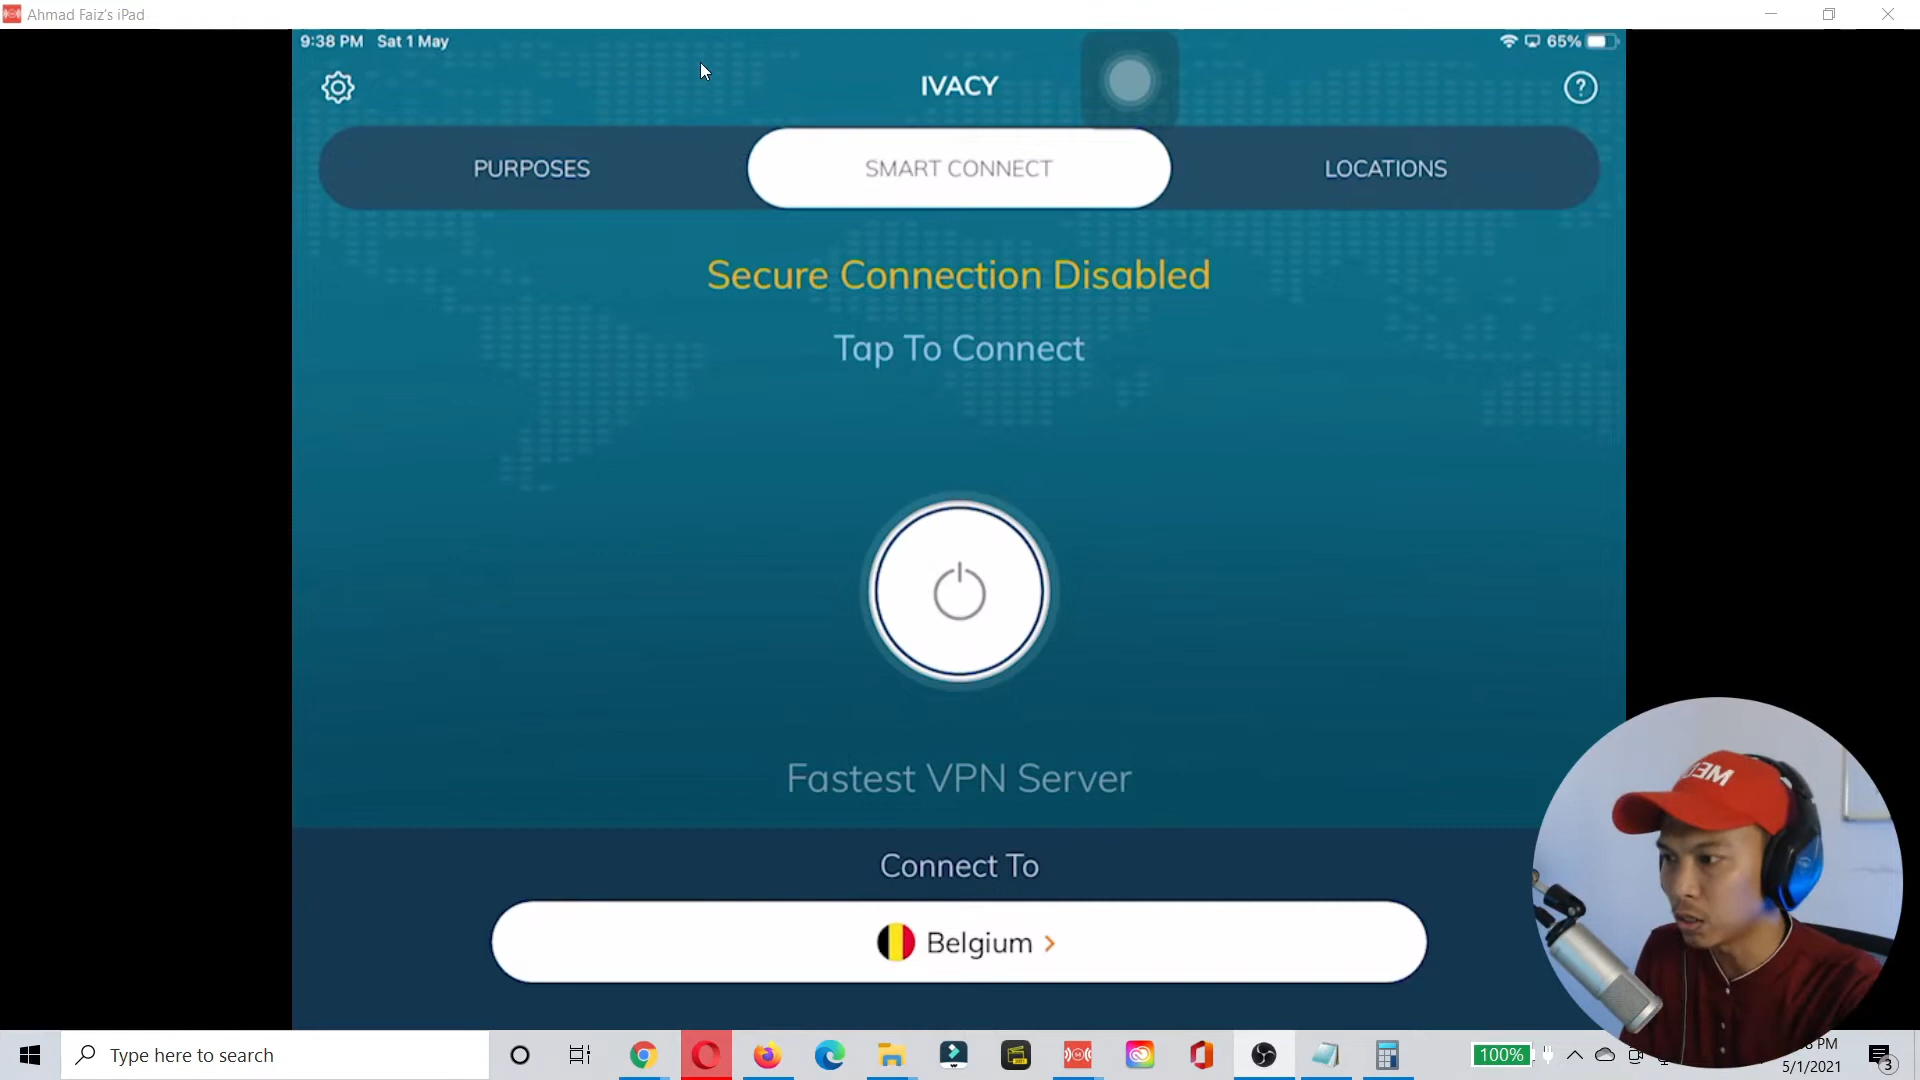 Ahmad Faiz's iPad
9:38 PM Sat 1 May
65%
IVACY
?
PURPOSES
SMART CONNECT
LOCATIONS
Secure Connection Disabled
Tap To Connect
Fastest VPN Server
Connect To
Belgium >
Type here to search
100%
PM
5/1/2021
3